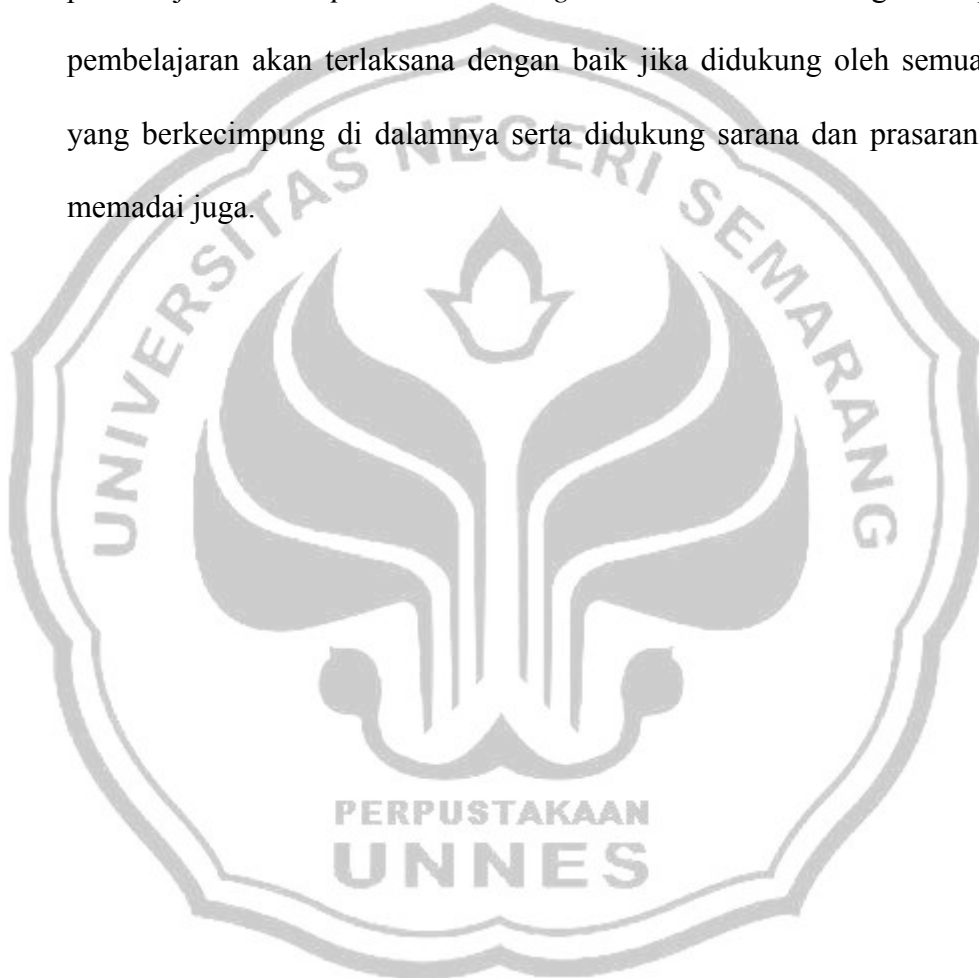 pembelajaran akan terlaksana dengan baik jika didukung oleh semua
yang berkecimpung di dalamnya serta didukung sarana dan prasaran
memadai juga.
UNIVERSITAS NEGERI SEMARANG
PERPUSTAKAAN
UNNES